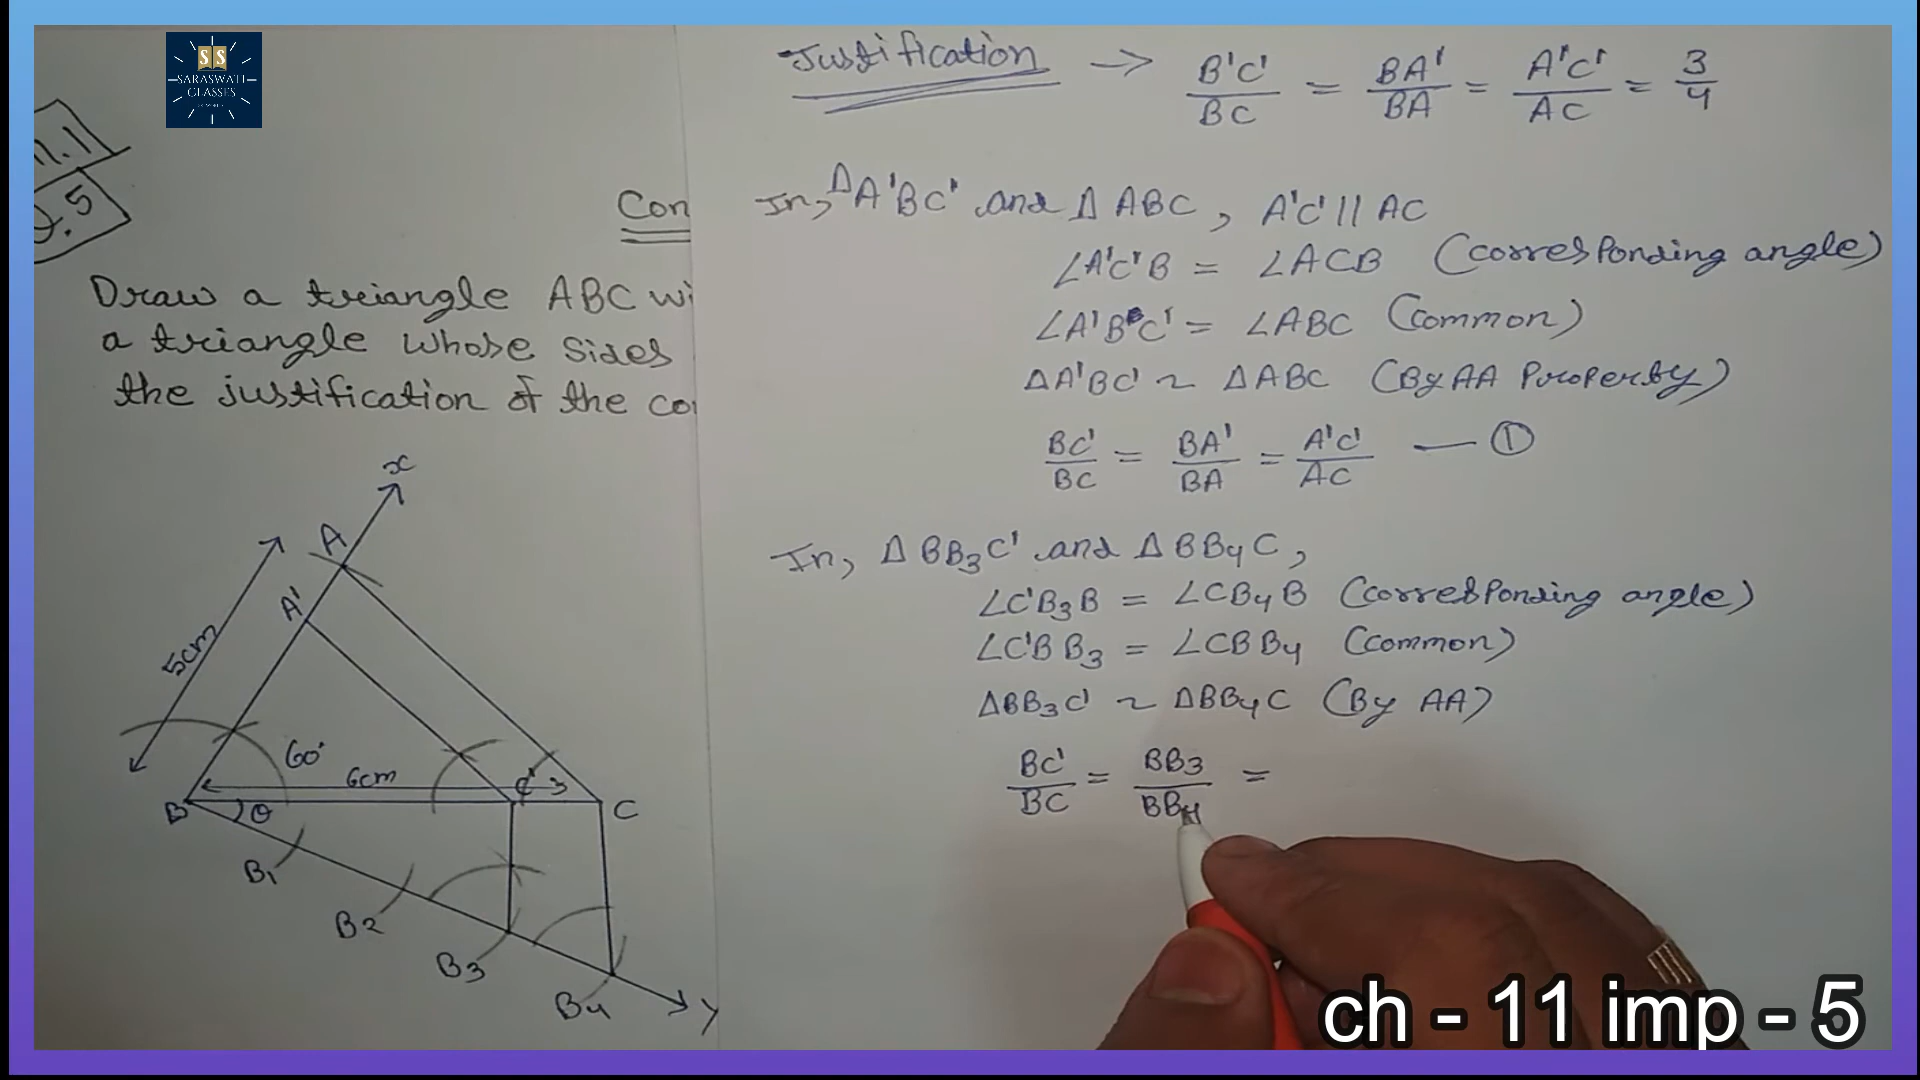 SS
SARASWATI
CLASSES
11.1
Q.5
Con
Draw a triangle ABC wi
a triangle whose sides
the justification of the co
x
A
A'
5cm
60°
6cm
C'
B
θ
C
B1
B2
B3
B4
y
Justification → B'C'/BC = BA'/BA = A'C'/AC = 3/4
In, ΔA'BC' and Δ ABC, A'C' || AC
∠A'C'B = ∠ACB (corresponding angle)
∠A'BC' = ∠ABC (common)
ΔA'BC' ~ ΔABC (By AA Property)
BC'/BC = BA'/BA = A'C'/AC — ①
In, Δ BB3C' and Δ BB4C,
∠C'B3B = ∠CB4B (corresponding angle)
∠C'BB3 = ∠CBB4 (common)
ΔBB3C' ~ ΔBB4C (By AA)
BC'/BC = BB3/BB4 =
ch - 11 imp - 5